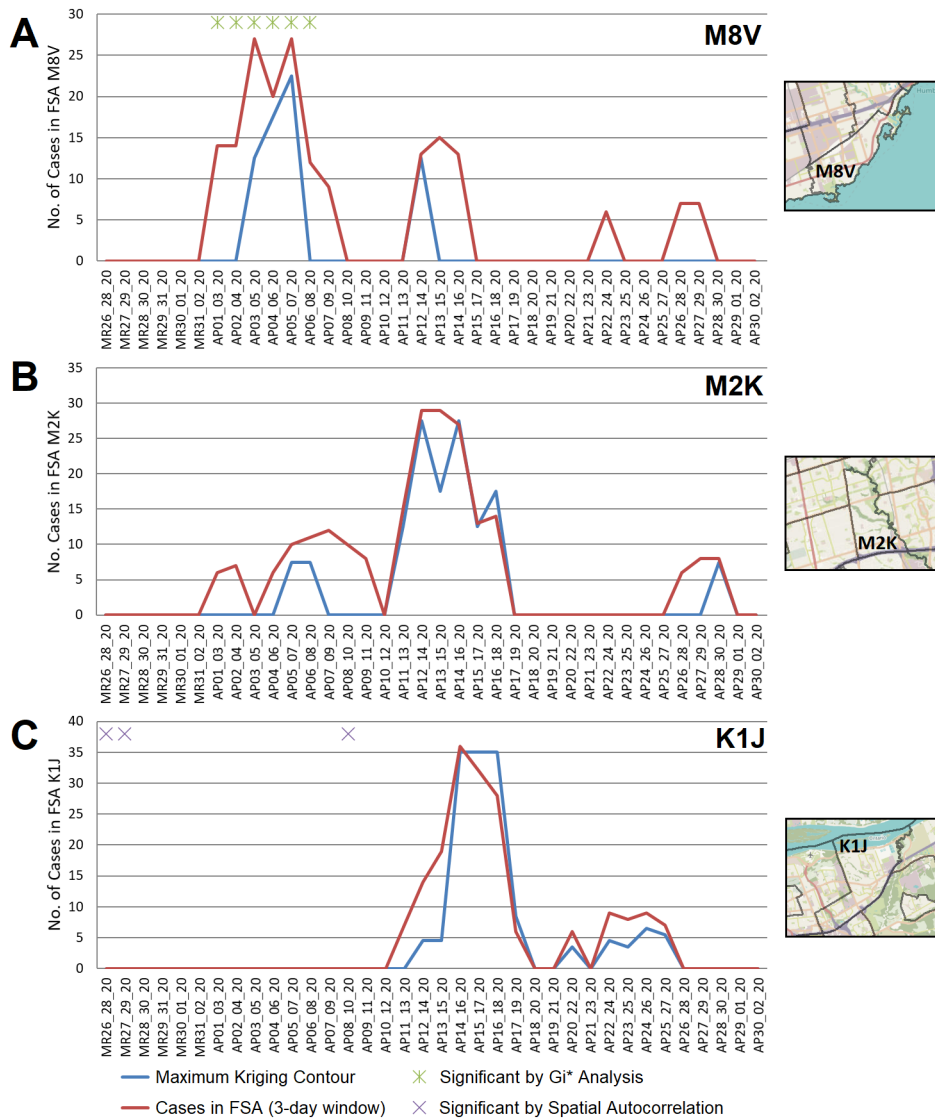 A
M8V
No. of Cases in FSA M8V
30
25
20
15
10
5
0
MR26_28_20
MR27_29_20
MR28_30_20
MR29_31_20
MR30_01_20
MR31_02_20
AP01_03_20
AP02_04_20
AP03_05_20
AP04_06_20
AP05_07_20
AP06_08_20
AP07_09_20
AP08_10_20
AP09_11_20
AP10_12_20
AP11_13_20
AP12_14_20
AP13_15_20
AP14_16_20
AP15_17_20
AP16_18_20
AP17_19_20
AP18_20_20
AP19_21_20
AP20_22_20
AP21_23_20
AP22_24_20
AP23_25_20
AP24_26_20
AP25_27_20
AP26_28_20
AP27_29_20
AP28_30_20
AP29_01_20
AP30_02_20
M8V
B
M2K
No. Cases in FSA M2K
35
30
25
20
15
10
5
0
MR26_28_20
MR27_29_20
MR28_30_20
MR29_31_20
MR30_01_20
MR31_02_20
AP01_03_20
AP02_04_20
AP03_05_20
AP04_06_20
AP05_07_20
AP06_08_20
AP07_09_20
AP08_10_20
AP09_11_20
AP10_12_20
AP11_13_20
AP12_14_20
AP13_15_20
AP14_16_20
AP15_17_20
AP16_18_20
AP17_19_20
AP18_20_20
AP19_21_20
AP20_22_20
AP21_23_20
AP22_24_20
AP23_25_20
AP24_26_20
AP25_27_20
AP26_28_20
AP27_29_20
AP28_30_20
AP29_01_20
AP30_02_20
M2K
C
K1J
No. of Cases in FSA K1J
40
35
30
25
20
15
10
5
0
MR26_28_20
MR27_29_20
MR28_30_20
MR29_31_20
MR30_01_20
MR31_02_20
AP01_03_20
AP02_04_20
AP03_05_20
AP04_06_20
AP05_07_20
AP06_08_20
AP07_09_20
AP08_10_20
AP09_11_20
AP10_12_20
AP11_13_20
AP12_14_20
AP13_15_20
AP14_16_20
AP15_17_20
AP16_18_20
AP17_19_20
AP18_20_20
AP19_21_20
AP20_22_20
AP21_23_20
AP22_24_20
AP23_25_20
AP24_26_20
AP25_27_20
AP26_28_20
AP27_29_20
AP28_30_20
AP29_01_20
AP30_02_20
K1J
Maximum Kriging Contour
Significant by Gi* Analysis
Cases in FSA (3-day window)
Significant by Spatial Autocorrelation